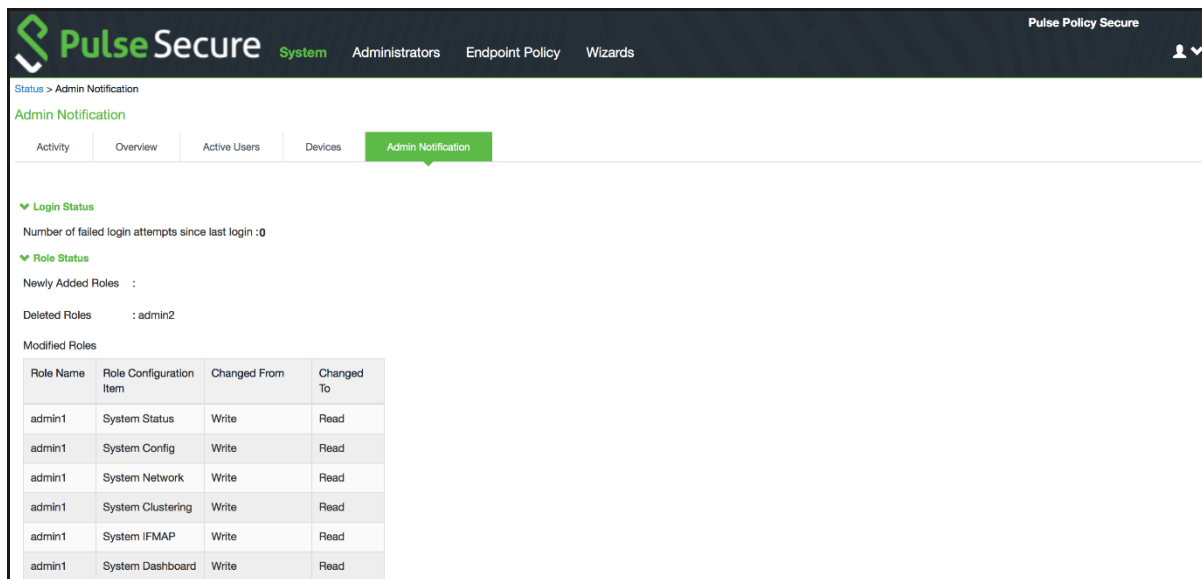 Pulse Policy Secure
Pulse Secure System Administrators Endpoint Policy Wizards
Status > Admin Notification
Admin Notification
Activity Overview Active Users Devices Admin Notification
Login Status
Number of failed login attempts since last login :0
Role Status
Newly Added Roles :
Deleted Roles : admin2
Modified Roles
Role Name Role Configuration Item Changed From Changed To
admin1 System Status Write Read
admin1 System Config Write Read
admin1 System Network Write Read
admin1 System Clustering Write Read
admin1 System IFMAP Write Read
admin1 System Dashboard Write Read